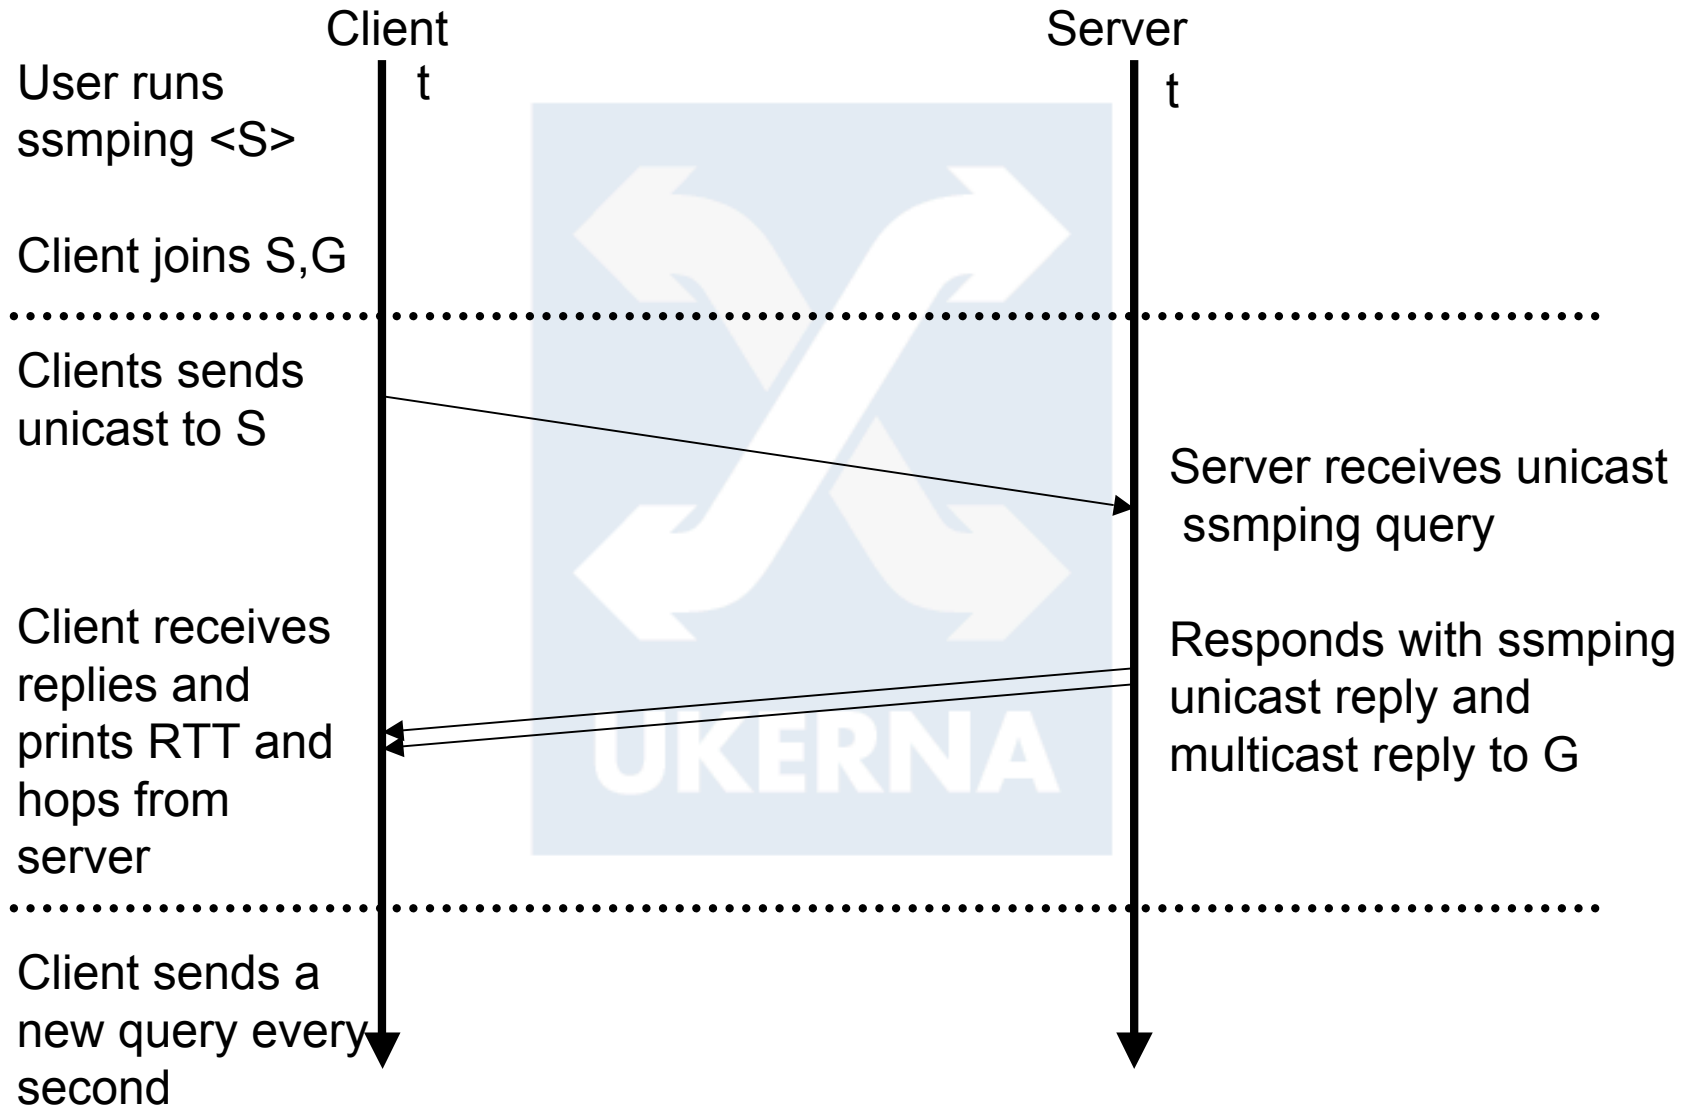 Client
Server
t
t
User runs
ssmping <S>
Client joins S,G
Clients sends
unicast to S
Server receives unicast
ssmping query
Client receives
replies and
prints RTT and
hops from
server
Responds with ssmping
unicast reply and
multicast reply to G
UKERNA
Client sends a
new query every
second